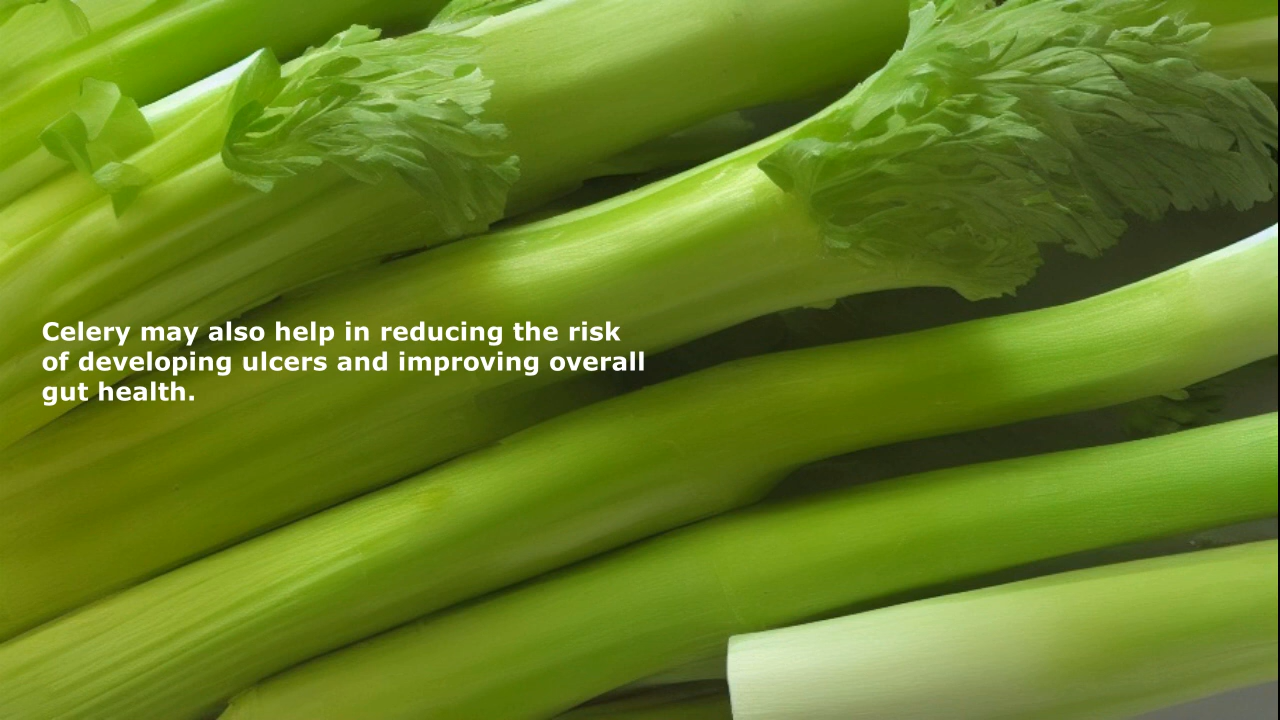 Celery may also help in reducing the risk
of developing ulcers and improving overall
gut health.